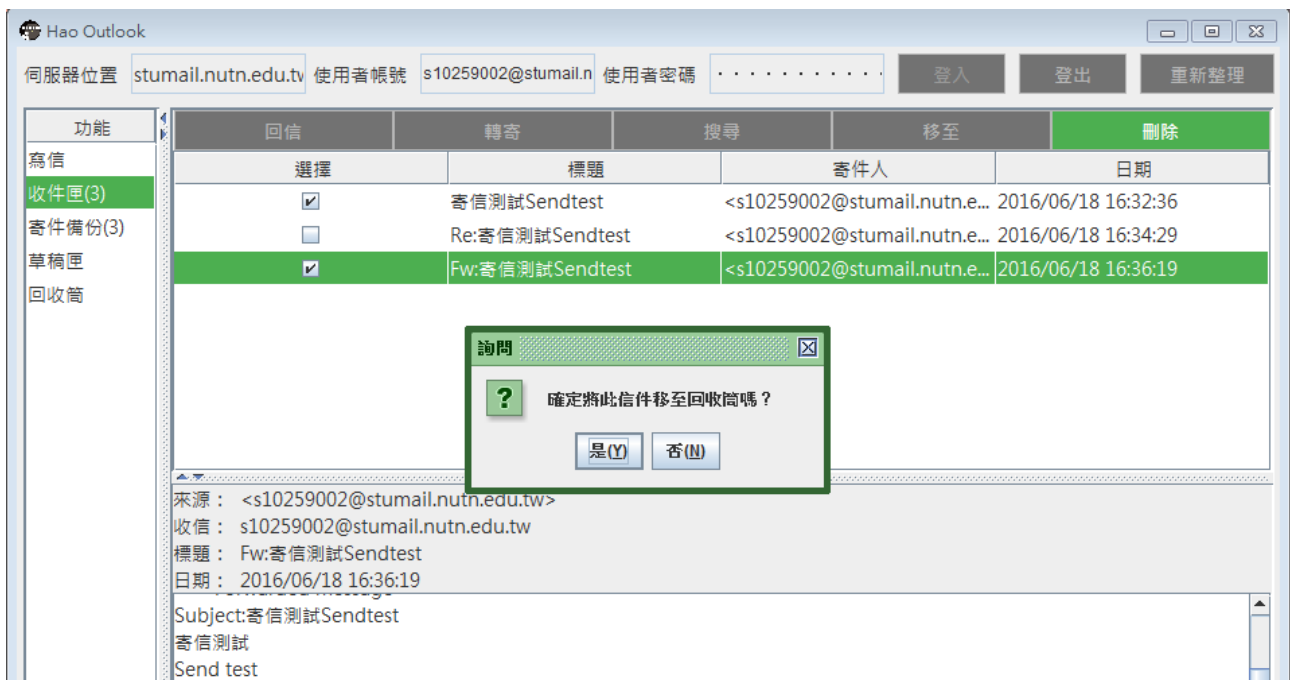 Hao Outlook
伺服器位置 stumail.nutn.edu.tv 使用者帳號 s10259002@stumail.n 使用者密碼 登入 登出 重新整理
功能 回信 轉寄 搜尋 移至 刪除
選擇 標題 寄件人 日期
寫信
收件匣(3)
寄件備份(3)
草稿匣
回收筒
寄信測試Sendtest <s10259002@stumail.nutn.e... 2016/06/18 16:32:36
Re:寄信測試Sendtest <s10259002@stumail.nutn.e... 2016/06/18 16:34:29
Fw:寄信測試Sendtest <s10259002@stumail.nutn.e... 2016/06/18 16:36:19
詢問
? 確定將此信件移至回收筒嗎？
是(Y) 否(N)
來源： <s10259002@stumail.nutn.edu.tw>
收信： s10259002@stumail.nutn.edu.tw
標題： Fw:寄信測試Sendtest
日期： 2016/06/18 16:36:19
Subject:寄信測試Sendtest
寄信測試
Send test